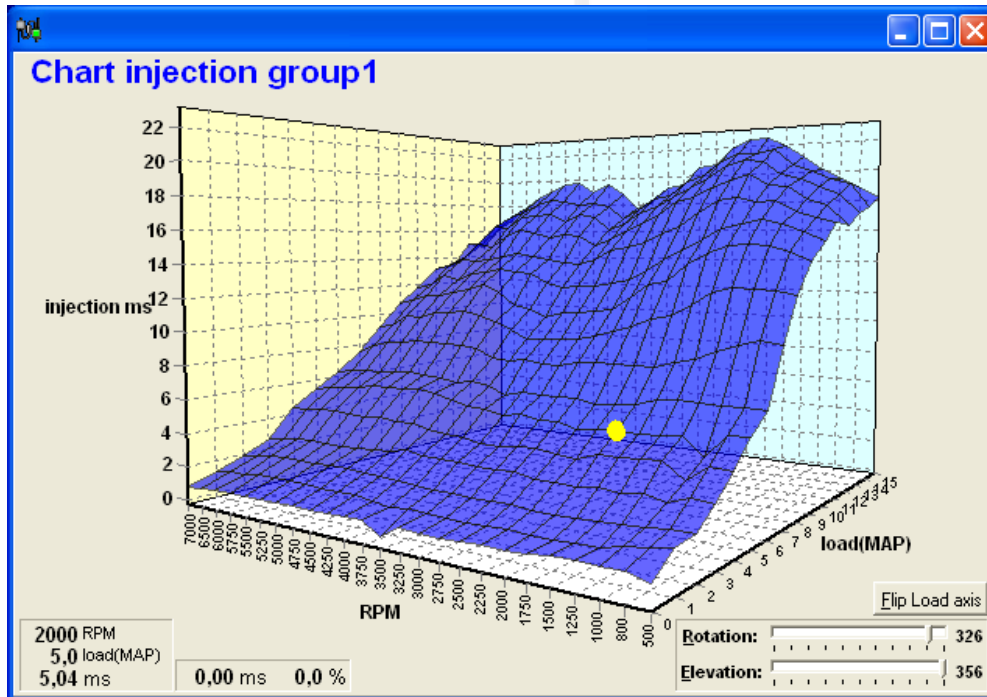 Chart injection group1
22
20
18
16
14
injection ms 12
10
8
6
4
2
0
7000 6500 6000 5750 5500 5250 5000 4750 4500 4250 4000 3750 3500 3250 3000 2750 2500 2250 2000 1750 1500 1250 1000 800 500
RPM
0 1 2 3 4 5 6 7 8 9 10 11 12 13 14 15
load(MAP)
Flip Load axis
2000 RPM
5,0 load(MAP)
5,04 ms
0,00 ms 0,0 %
Rotation: 326
Elevation: 356